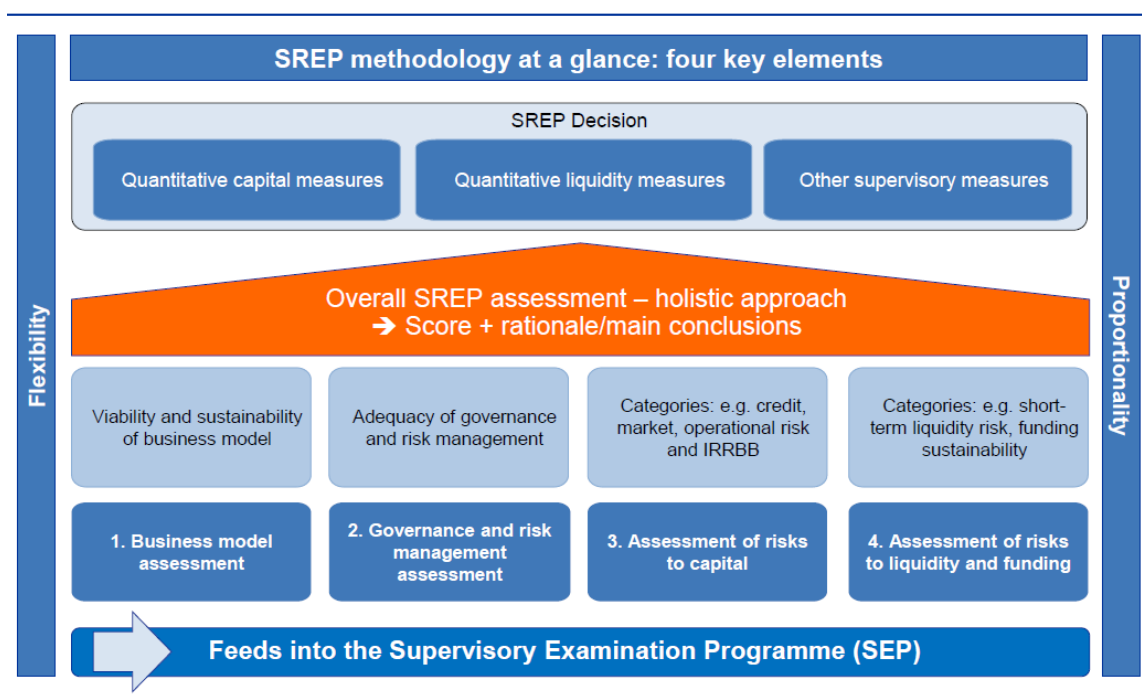 SREP methodology at a glance: four key elements
SREP Decision
Quantitative capital measures
Quantitative liquidity measures
Other supervisory measures
Flexibility
Proportionality
Overall SREP assessment – holistic approach
➔ Score + rationale/main conclusions
Viability and sustainability
of business model
Adequacy of governance
and risk management
Categories: e.g. credit,
market, operational risk
and IRRBB
Categories: e.g. short-
term liquidity risk, funding
sustainability
1. Business model
assessment
2. Governance and risk
management
assessment
3. Assessment of risks
to capital
4. Assessment of risks
to liquidity and funding
Feeds into the Supervisory Examination Programme (SEP)